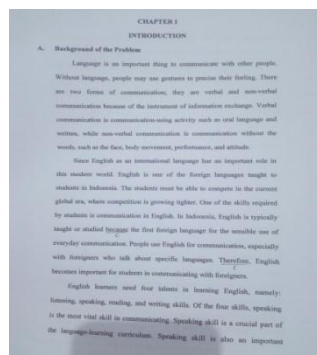 CHAPTER I
INTRODUCTION
A. Background of the Problem
Language is an important thing to communicate with other people.
Without language, people may use gestures to precise their feeling. There
are two forms of communication; they are verbal and non-verbal
communication because of the instrument of information exchange. Verbal
communication is communication-using activity such as oral language and
written, while non-verbal communication is communication without the
words, such as the face, body movement, performance, and attitude.
Since English as an international language has an important role in
this modern world. English is one of the foreign languages taught to
students in Indonesia. The students must be able to compete in the current
global era, where competition is growing tighter. One of the skills required
by students is communication in English. In Indonesia, English is typically
taught or studied because the first foreign language for the sensible use of
everyday communication. People use English for communication, especially
with foreigners who talk about specific languages. Therefore, English
becomes important for students in communicating with foreigners.
English learners need four talents in learning English, namely:
listening, speaking, reading, and writing skills. Of the four skills, speaking
is the most vital skill in communicating. Speaking skill is a crucial part of
the language-learning curriculum. Speaking skill is also an important